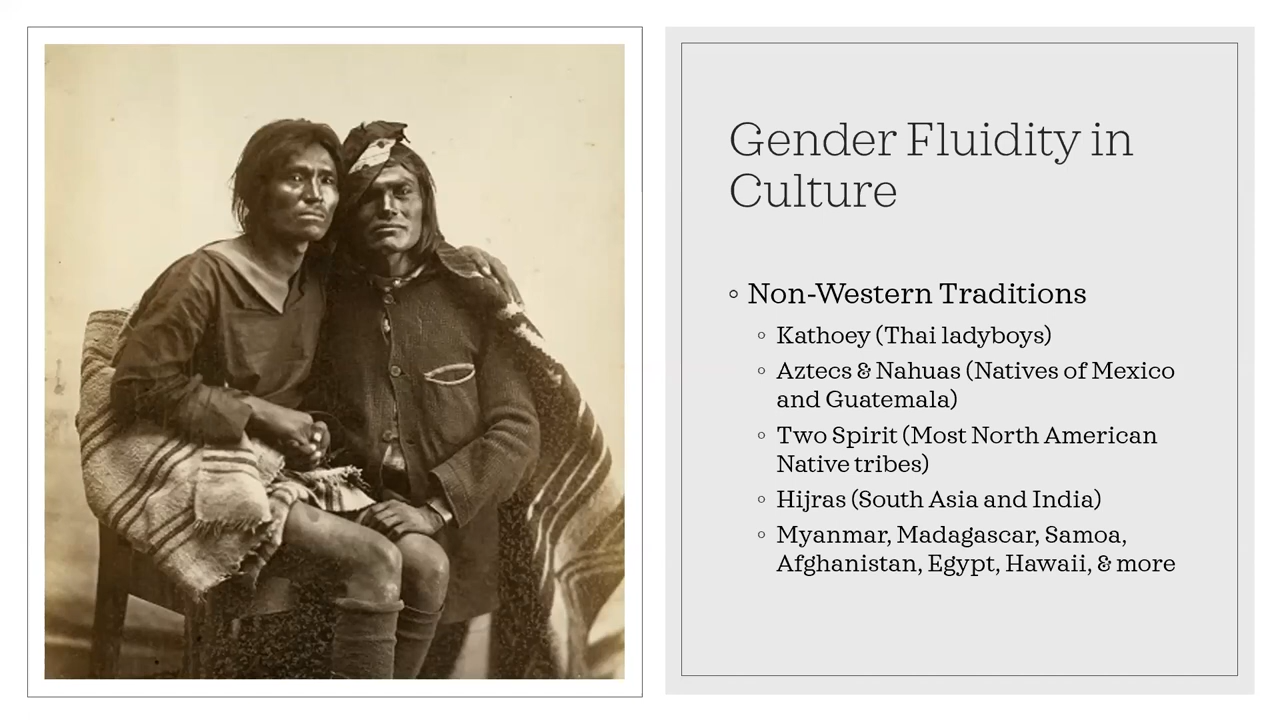 Gender Fluidity in
Culture
◦ Non-Western Traditions
◦ Kathoey (Thai ladyboys)
◦ Aztecs & Nahuas (Natives of Mexico
and Guatemala)
◦ Two Spirit (Most North American
Native tribes)
◦ Hijras (South Asia and India)
◦ Myanmar, Madagascar, Samoa,
Afghanistan, Egypt, Hawaii, & more